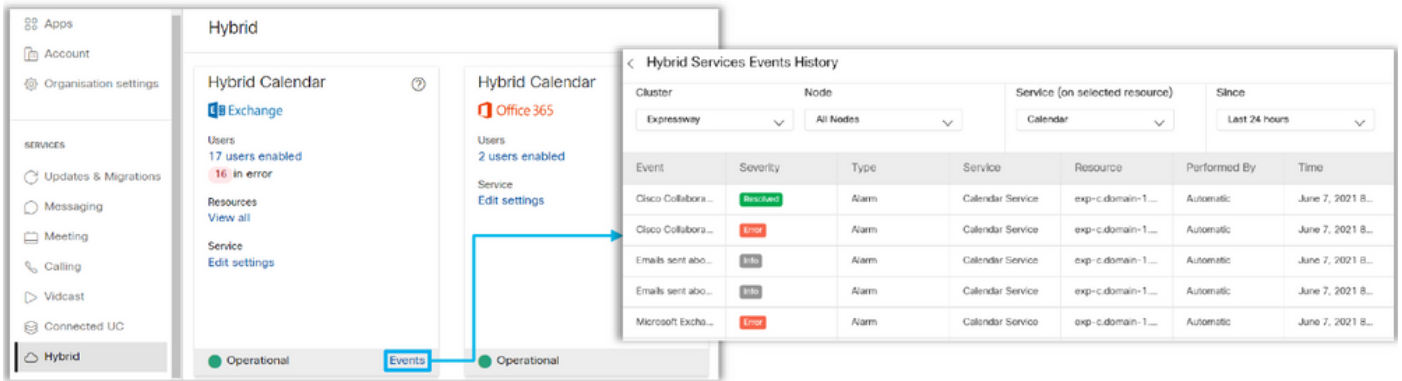 Apps
Account
Organisation settings
SERVICES
Updates & Migrations
Messaging
Meeting
Calling
Vidcast
Connected UC
Hybrid
Hybrid
Hybrid Calendar
Exchange
Users
17 users enabled
16 in error
Resources
View all
Service
Edit settings
Operational Events
Hybrid Calendar
Office 365
Users
2 users enabled
Service
Edit settings
Operational
Hybrid Services Events History
Cluster Node Service (on selected resource) Since
Expressway All Nodes Calendar Last 24 hours
Event Severity Type Service Resource Performed By Time
Cisco Collabora... Resolved Alarm Calendar Service exp-c.domain-1.... Automatic June 7, 2021 8...
Cisco Collabora... Error Alarm Calendar Service exp-c.domain-1.... Automatic June 7, 2021 8...
Emails sent abo... Info Alarm Calendar Service exp-c.domain-1.... Automatic June 7, 2021 8...
Emails sent abo... Info Alarm Calendar Service exp-c.domain-1.... Automatic June 7, 2021 8...
Microsoft Excha... Error Alarm Calendar Service exp-c.domain-1.... Automatic June 7, 2021 8...